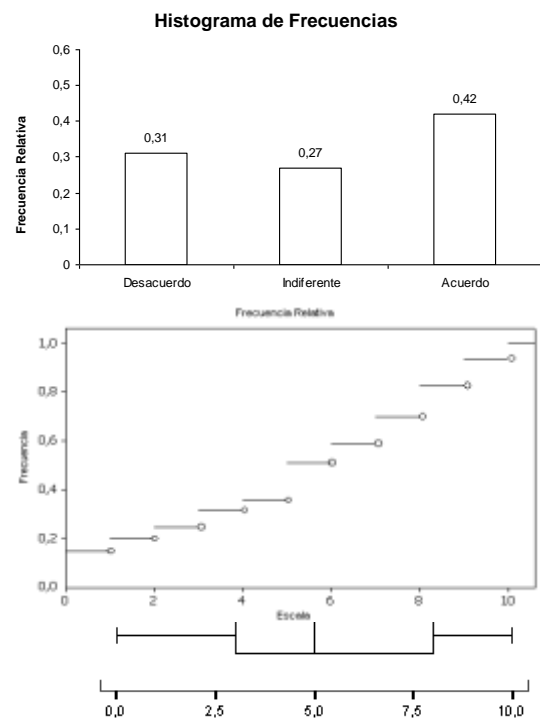 Histograma de Frecuencias
0,6
0,5
0,4
0,3
0,2
0,1
0
Frecuencia Relativa
0,31
0,27
0,42
Desacuerdo Indiferente Acuerdo
Frecuencia Relativa
1,0
0,8
0,6
0,4
0,2
0,0
Frecuencia
0 2 4 6 8 10
Escala
0,0 2,5 5,0 7,5 10,0